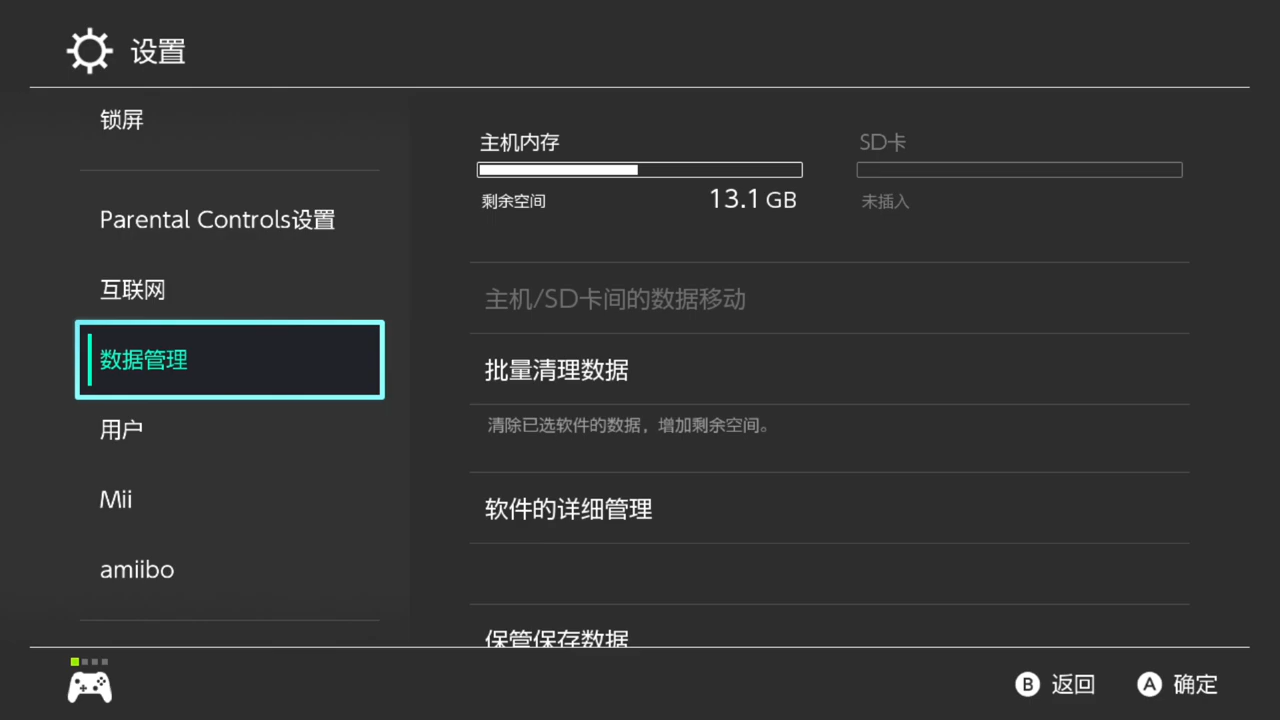 设置
锁屏
Parental Controls设置
互联网
数据管理
用户
Mii
amiibo
主机内存
剩余空间 13.1 GB
SD卡
未插入
主机/SD卡间的数据移动
批量清理数据
清除已选软件的数据，增加剩余空间。
软件的详细管理
保管保存数据
B 返回
A 确定